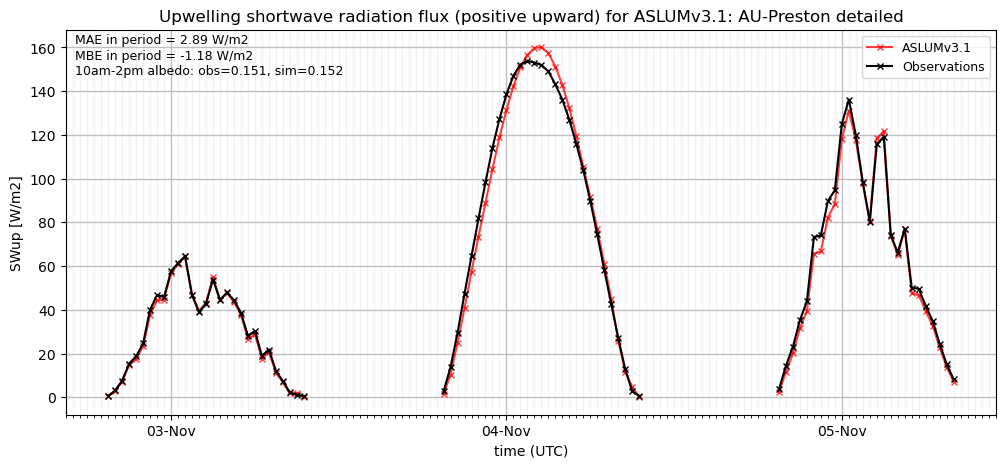 Upwelling shortwave radiation flux (positive upward) for ASLUMv3.1: AU-Preston detailed
MAE in period = 2.89 W/m2
MBE in period = -1.18 W/m2
10am-2pm albedo: obs=0.151, sim=0.152
ASLUMv3.1
Observations
SWup [W/m2]
160
140
120
100
80
60
40
20
0
03-Nov
04-Nov
05-Nov
time (UTC)